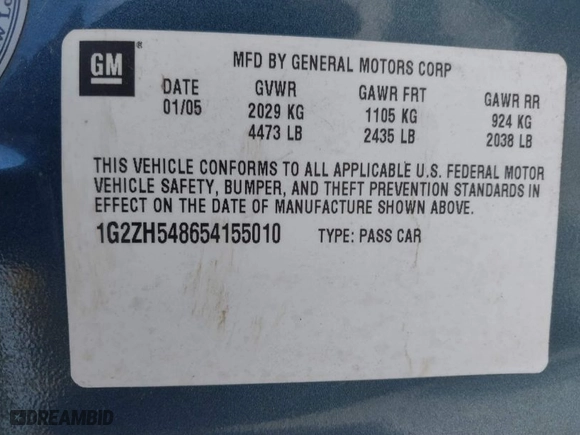 GM
®
MFD BY GENERAL MOTORS CORP
DATE GVWR GAWR FRT GAWR RR
01/05 2029 KG 1105 KG 924 KG
4473 LB 2435 LB 2038 LB
THIS VEHICLE CONFORMS TO ALL APPLICABLE U.S. FEDERAL MOTOR
VEHICLE SAFETY, BUMPER, AND THEFT PREVENTION STANDARDS IN
EFFECT ON THE DATE OF MANUFACTURE SHOWN ABOVE.
1G2ZH548654155010 TYPE: PASS CAR
DREAMBID